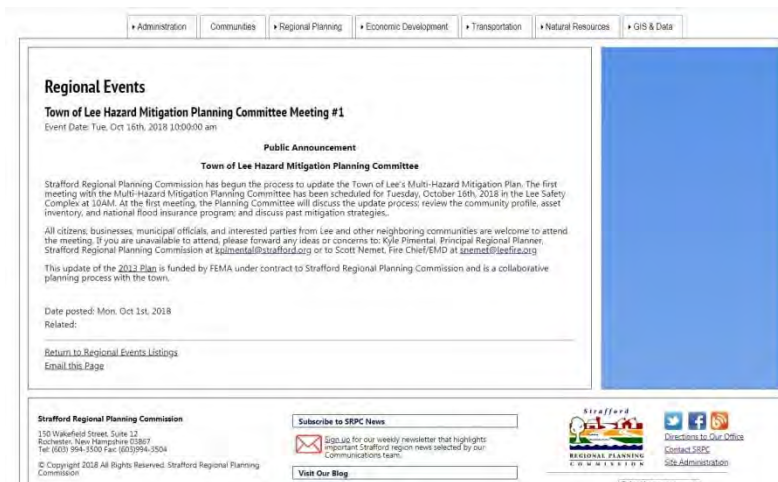 Administration Communities Regional Planning Economic Development Transportation Natural Resources GIS & Data
Regional Events
Town of Lee Hazard Mitigation Planning Committee Meeting #1
Event Date: Tue, Oct 16th, 2018 10:00:00 am
Public Announcement
Town of Lee Hazard Mitigation Planning Committee
Strafford Regional Planning Commission has begun the process to update the Town of Lee's Multi-Hazard Mitigation Plan. The first
meeting with the Multi-Hazard Mitigation Planning Committee has been scheduled for Tuesday, October 16th, 2018 in the Lee Safety
Complex at 10AM. At the first meeting, the Planning Committee will discuss the update process; review the community profile, asset
inventory, and national flood insurance program; and discuss past mitigation strategies,.
All citizens, businesses, municipal officials, and interested parties from Lee and other neighboring communities are welcome to attend
the meeting. If you are unavailable to attend, please forward any ideas or concerns to: Kyle Pimental, Principal Regional Planner,
Strafford Regional Planning Commission at kpimental@strafford.org or to Scott Nemet, Fire Chief/EMD at snemet@leefire.org
This update of the 2013 Plan is funded by FEMA under contract to Strafford Regional Planning Commission and is a collaborative
planning process with the town.
Date posted: Mon, Oct 1st, 2018
Related:
Return to Regional Events Listings
Email this Page
Strafford Regional Planning Commission
150 Wakefield Street, Suite 12
Rochester, New Hampshire 03867
Tel: (603) 994-3500 Fax: (603)994-3504
© Copyright 2018 All Rights Reserved. Strafford Regional Planning
Commission
Subscribe to SRPC News
Sign up for our weekly newsletter that highlights
important Strafford region news selected by our
Communications team.
Visit Our Blog
Strafford
REGIONAL PLANNING
COMMISSION
Directions to Our Office
Contact SRPC
Site Administration